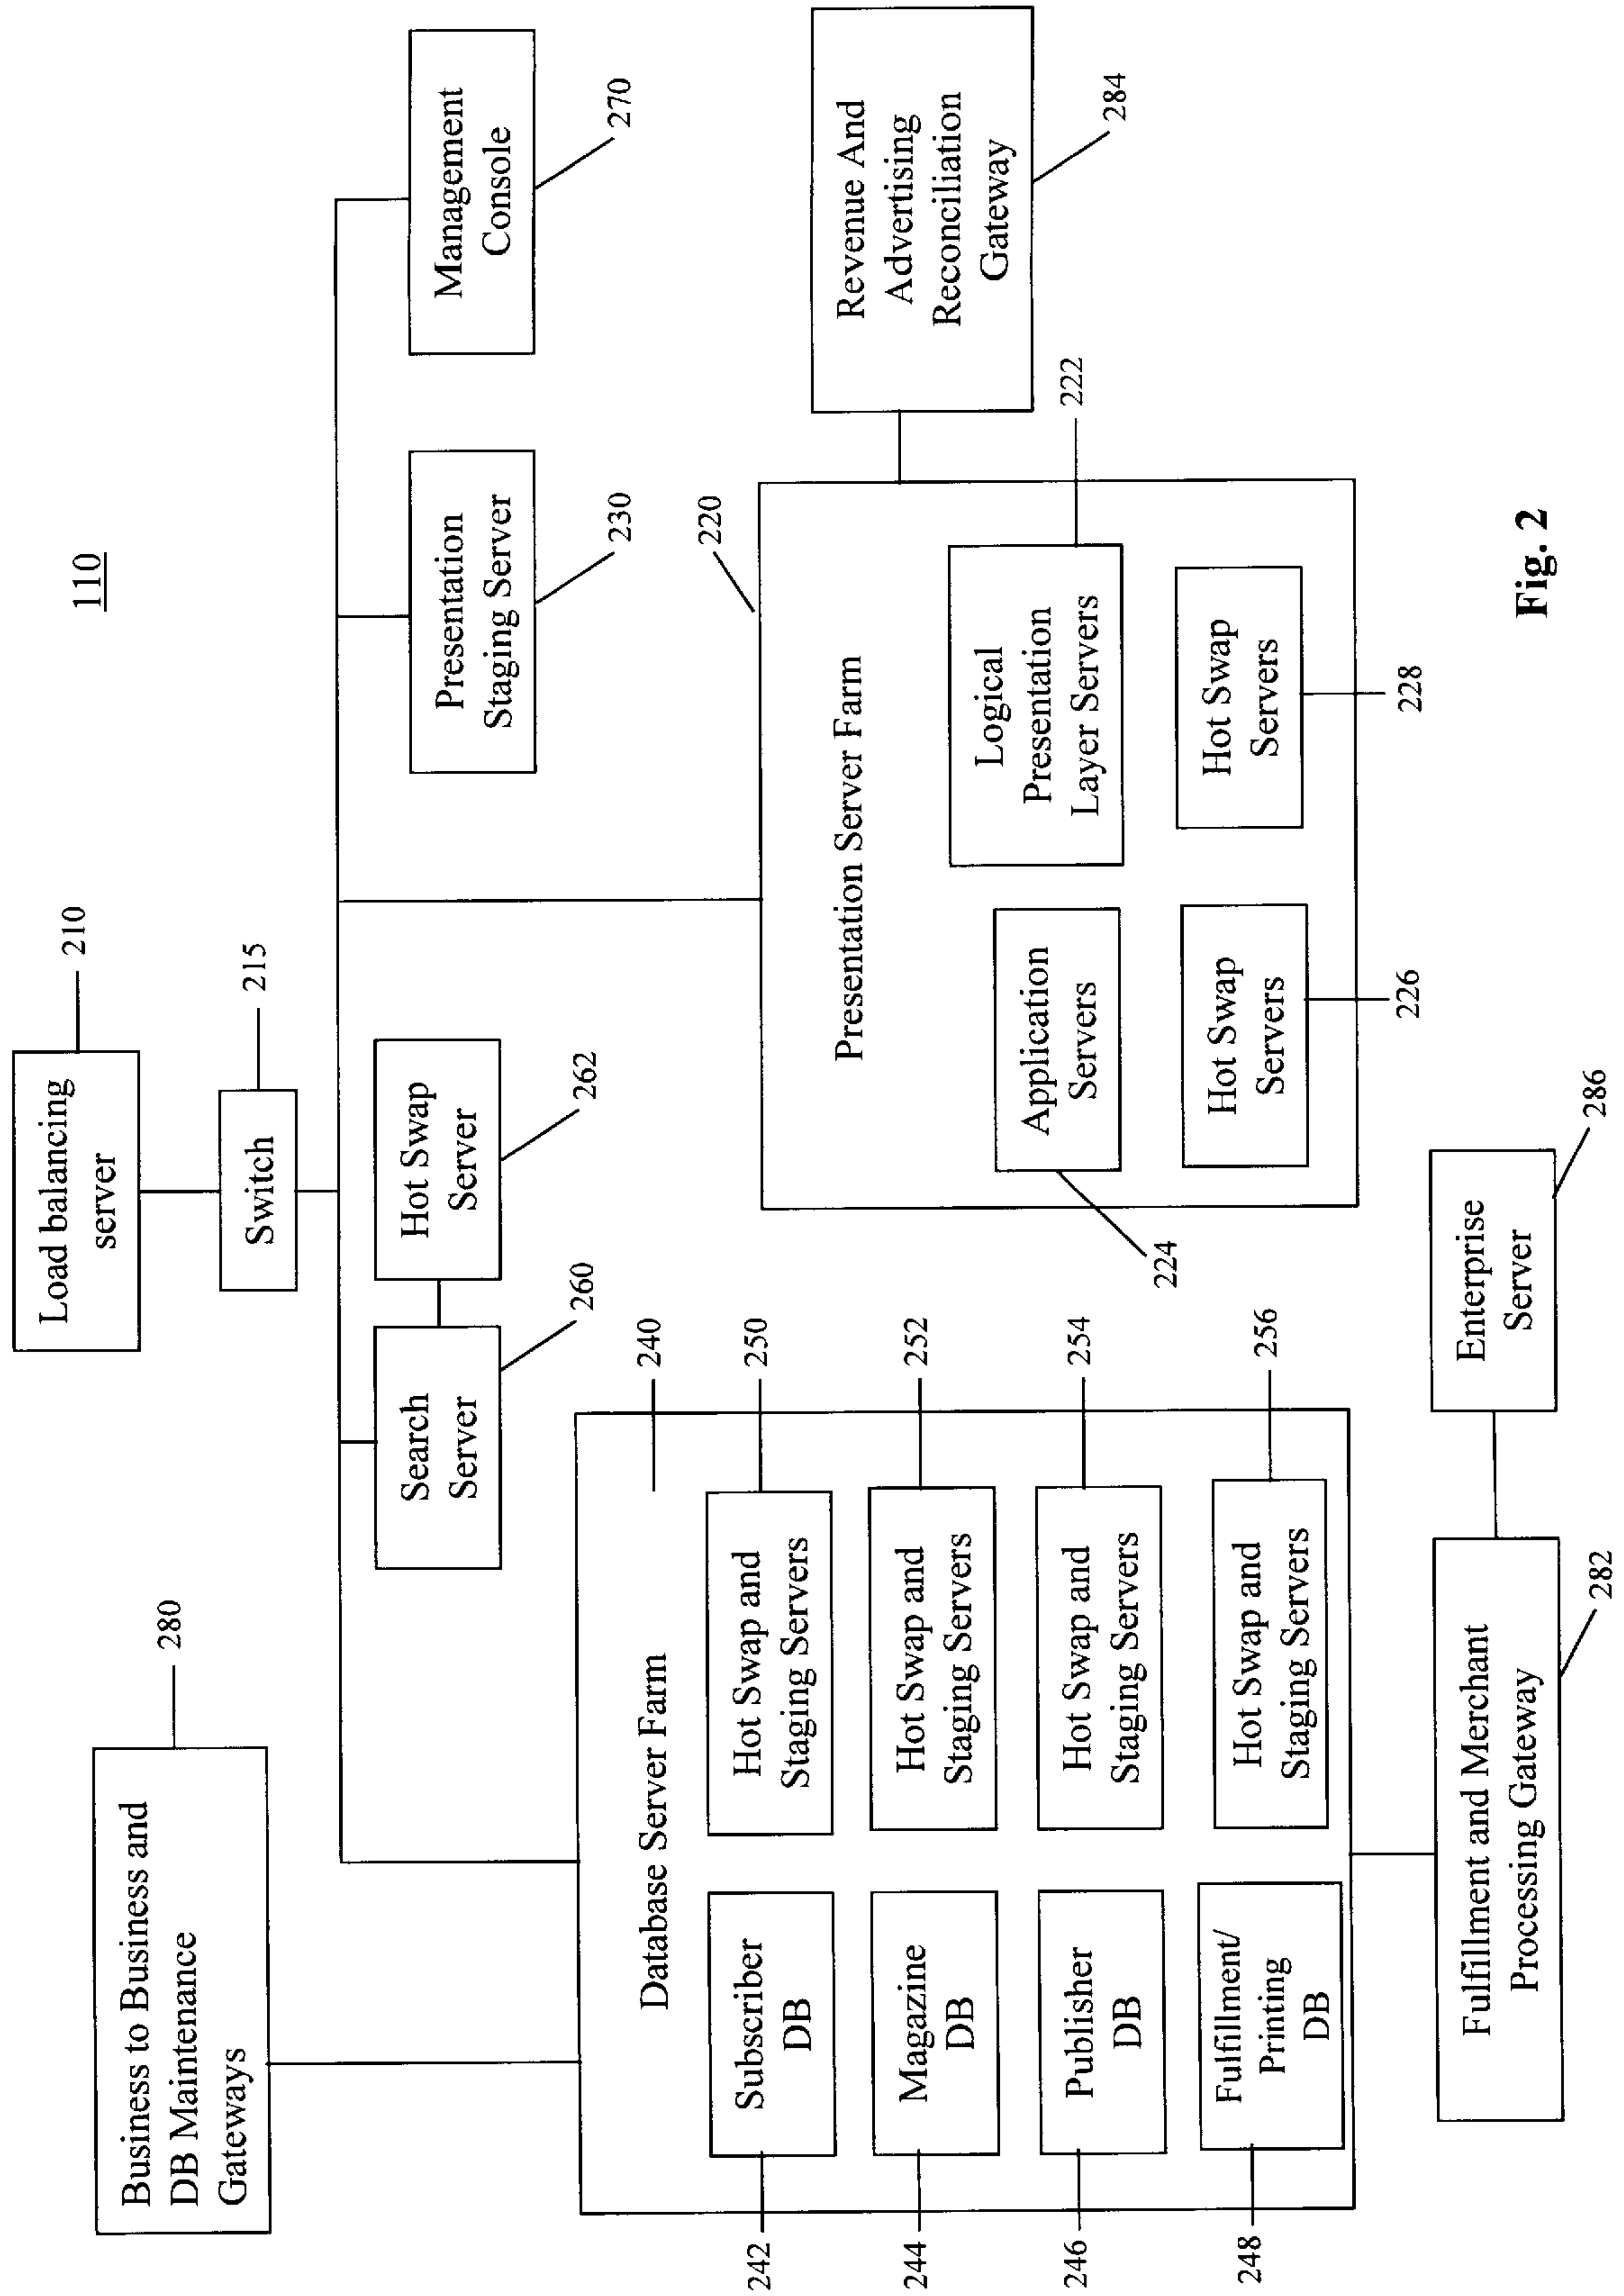 110
Load balancing
server
210
Switch
215
Business to Business and
DB Maintenance
Gateways
280
Search
Server
260
Hot Swap
Server
262
Presentation
Staging Server
230
Management
Console
270
Database Server Farm
240
Subscriber
DB
242
Hot Swap and
Staging Servers
250
Magazine
DB
244
Hot Swap and
Staging Servers
252
Publisher
DB
246
Hot Swap and
Staging Servers
254
Fulfillment/
Printing
DB
248
Hot Swap and
Staging Servers
256
Presentation Server Farm
220
Application
Servers
224
Logical
Presentation
Layer Servers
222
Hot Swap
Servers
226
Hot Swap
Servers
228
Revenue And
Advertising
Reconciliation
Gateway
284
Fulfillment and Merchant
Processing Gateway
282
Enterprise
Server
286
Fig. 2